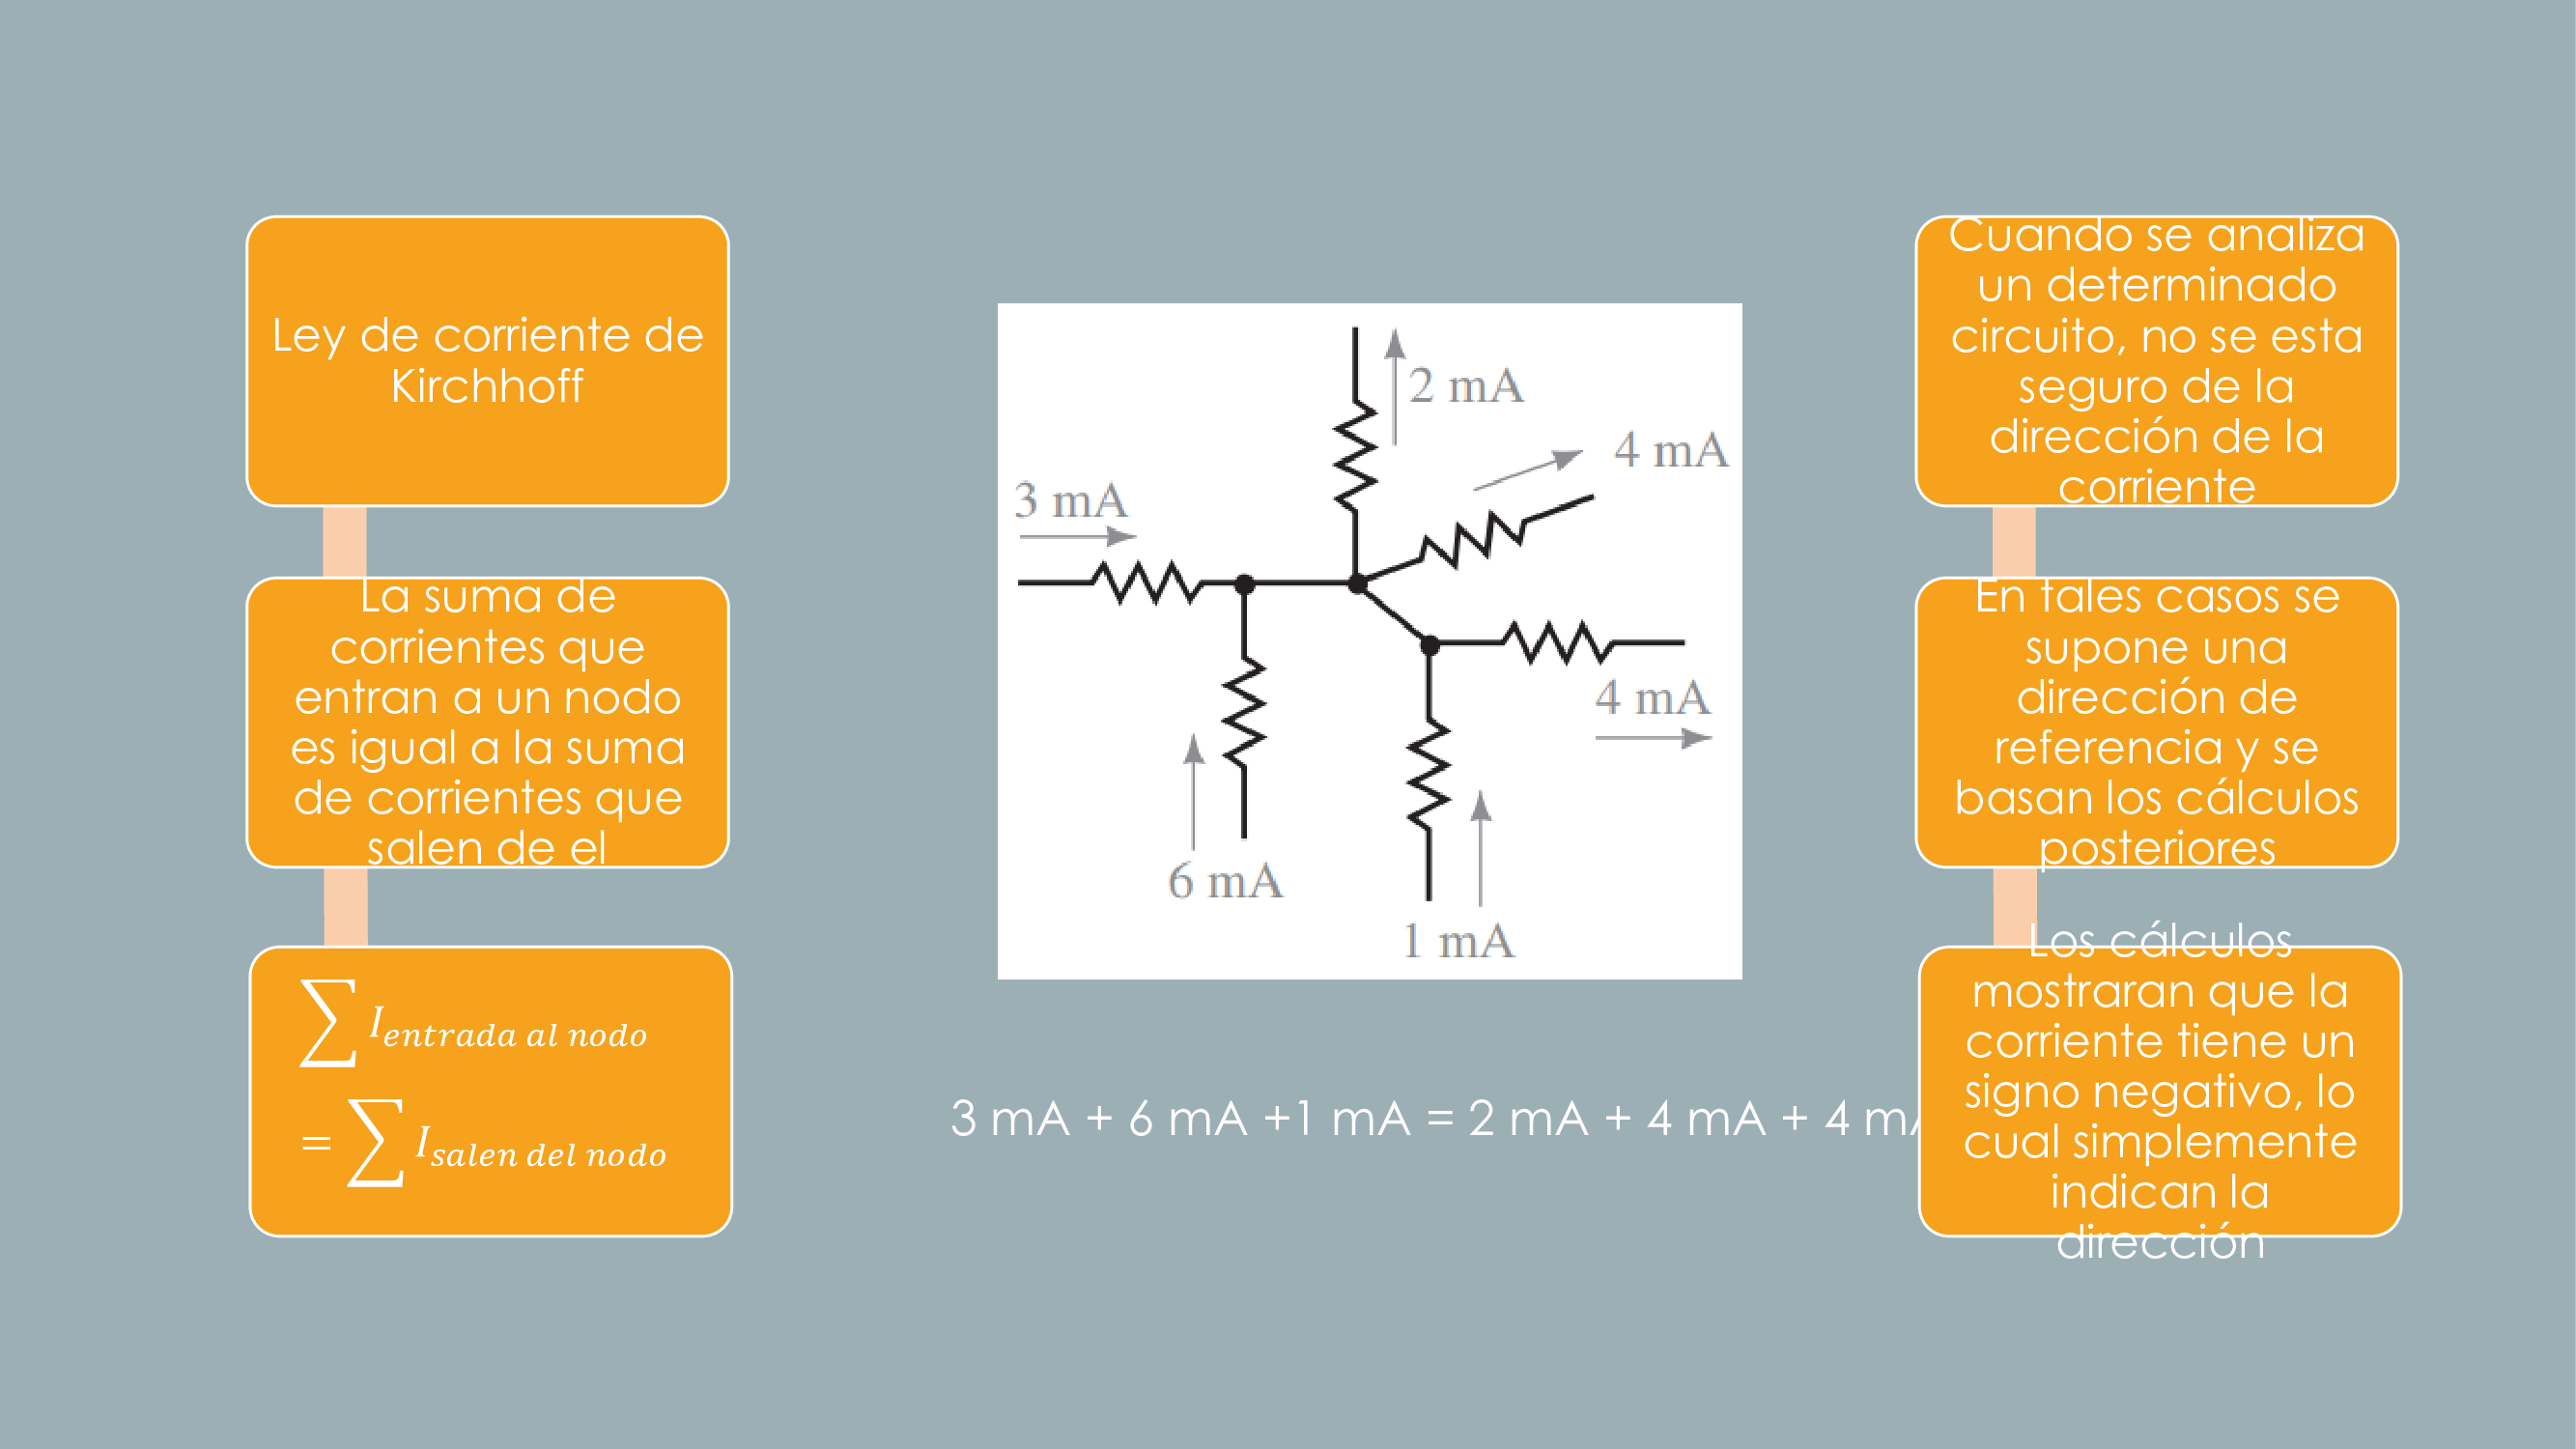 Ley de corriente de
Kirchhoff
La suma de
corrientes que
entran a un nodo
es igual a la suma
de corrientes que
salen de el
∑ I entrada al nodo
= ∑ I salen del nodo
2 mA
4 mA
3 mA
4 mA
6 mA
1 mA
3 mA + 6 mA +1 mA = 2 mA + 4 mA + 4 mA
Cuando se analiza
un determinado
circuito, no se esta
seguro de la
dirección de la
corriente
En tales casos se
supone una
dirección de
referencia y se
basan los cálculos
posteriores
Los cálculos
mostraran que la
corriente tiene un
signo negativo, lo
cual simplemente
indican la
dirección